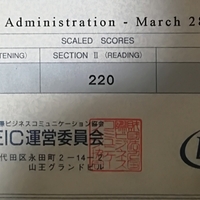 Administration - March 28
SCALED SCORES
TENING) SECTION II (READING)
220
際ビジネスコミュニケーション協会
EIC運営委員会
代田区永田町2-14-2
山王グランドビル